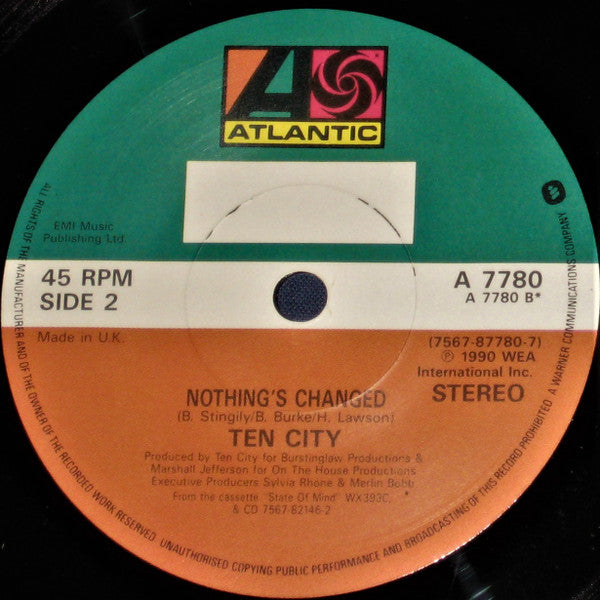 ATLANTIC
EMI Music
Publishing Ltd
45 RPM
SIDE 2
A 7780
A 7780 B*
Made in U.K.
(7567-87780-7)
℗ 1990 WEA
International Inc.
STEREO
NOTHING'S CHANGED
(B. Stingily/B. Burke/H. Lawson)
TEN CITY
Produced by Ten City for Burstinglaw Productions &
Marshall Jefferson for On The House Productions
Executive Producers Sylvia Rhone & Merlin Bobb
From the cassette "State Of Mind" WX393C,
& CD 7567-82146-2
ALL RIGHTS OF THE MANUFACTURER AND OF THE OWNER OF THE RECORDED WORK RESERVED. UNAUTHORISED COPYING PUBLIC PERFORMANCE AND BROADCASTING OF THIS RECORD PROHIBITED. A WARNER COMMUNICATIONS COMPANY